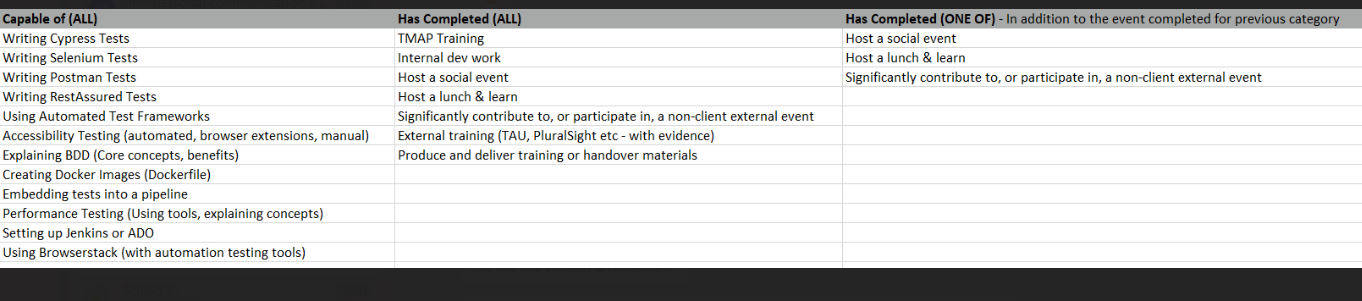 Capable of (ALL)
Has Completed (ALL)
Has Completed (ONE OF) - In addition to the event completed for previous category
Writing Cypress Tests
TMAP Training
Host a social event
Writing Selenium Tests
Internal dev work
Host a lunch & learn
Writing Postman Tests
Host a social event
Significantly contribute to, or participate in, a non-client external event
Writing RestAssured Tests
Host a lunch & learn
Using Automated Test Frameworks
Significantly contribute to, or participate in, a non-client external event
Accessibility Testing (automated, browser extensions, manual)
External training (TAU, PluralSight etc - with evidence)
Explaining BDD (Core concepts, benefits)
Produce and deliver training or handover materials
Creating Docker Images (Dockerfile)
Embedding tests into a pipeline
Performance Testing (Using tools, explaining concepts)
Setting up Jenkins or ADO
Using Browserstack (with automation testing tools)